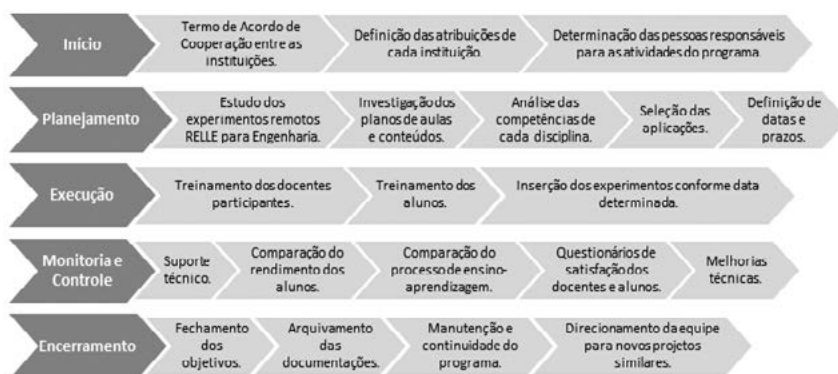 Início
Termo de Acordo de
Cooperação entre as
instituições.
Definição das atribuições de
cada instituição.
Determinação das pessoas responsáveis
para as atividades do programa.
Planejamento
Estudo dos
experimentos remotos
RELLE para Engenharia.
Investigação dos
planos de aulas
e conteúdos.
Análise das
competências de
cada disciplina.
Seleção das
aplicações.
Definição de
datas e
prazos.
Execução
Treinamento dos docentes
participantes.
Treinamento dos
alunos.
Inserção dos experimentos conforme data
determinada.
Monitoria e
Controle
Suporte
técnico.
Comparação do
rendimento dos
alunos.
Comparação do
processo de ensino-
aprendizagem.
Questionários de
satisfação dos
docentes e alunos.
Melhorias
técnicas.
Encerramento
Fechamento
dos
objetivos.
Arquivamento
das
documentações.
Manutenção e
continuidade do
programa.
Direcionamento da equipe
para novos projetos
similares.